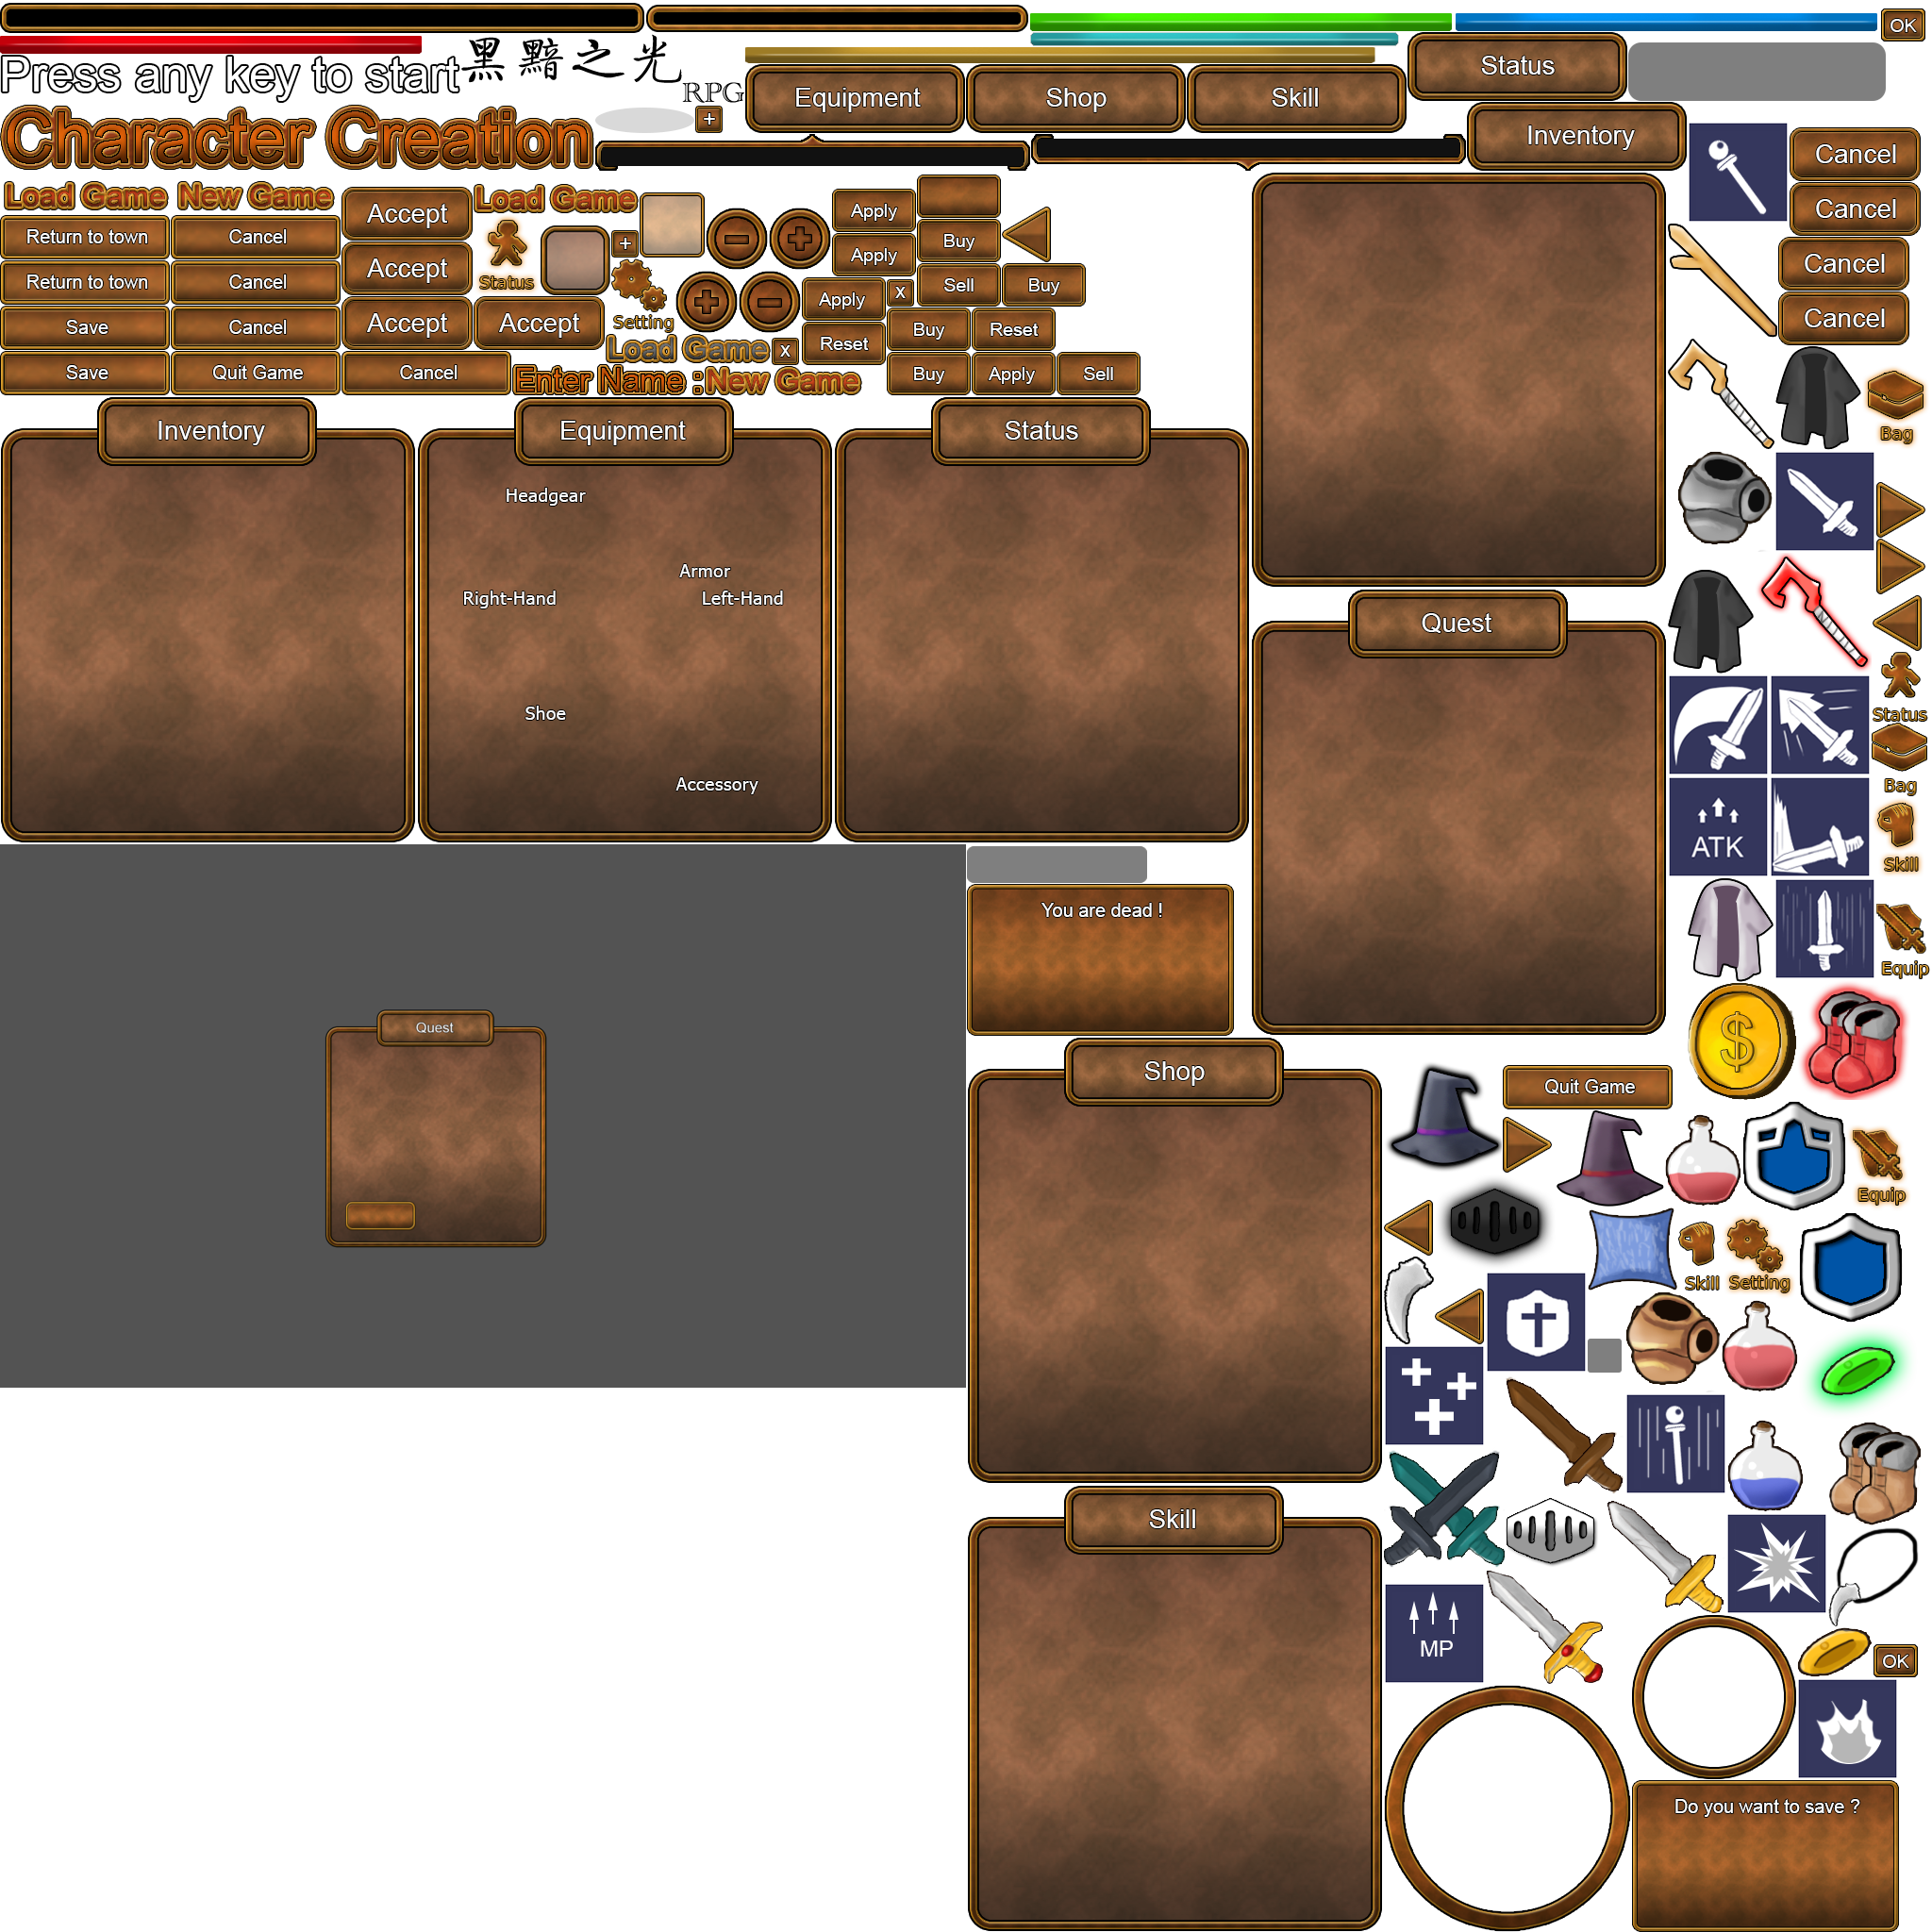 OK
Press any key to start
黑黯之光
RPG
Equipment
Shop
Skill
Status
Character Creation
+
Inventory
Cancel
Cancel
Cancel
Cancel
Load Game
New Game
Accept
Load Game
Apply
Return to town
Cancel
Status
+
Apply
Buy
Return to town
Cancel
Accept
Setting
Apply
x
Sell
Buy
Save
Cancel
Accept
Accept
Load Game
x
Reset
Buy
Reset
Save
Quit Game
Cancel
Enter Name :
New Game
Buy
Apply
Sell
Bag
Inventory
Equipment
Status
Headgear
Armor
Right-Hand
Left-Hand
Shoe
Accessory
Quest
Status
Bag
ATK
Skill
Equip
You are dead !
Quest
Shop
$
Quit Game
Equip
Skill
Setting
Skill
MP
OK
Do you want to save ?